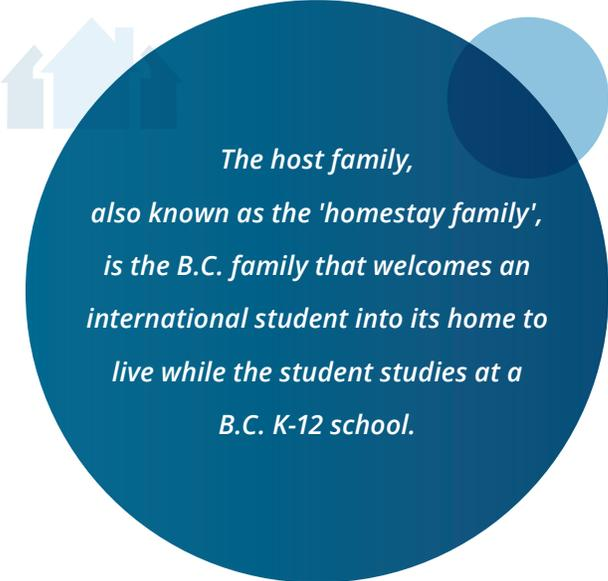 The host family,
also known as the 'homestay family',
is the B.C. family that welcomes an
international student into its home to
live while the student studies at a
B.C. K-12 school.